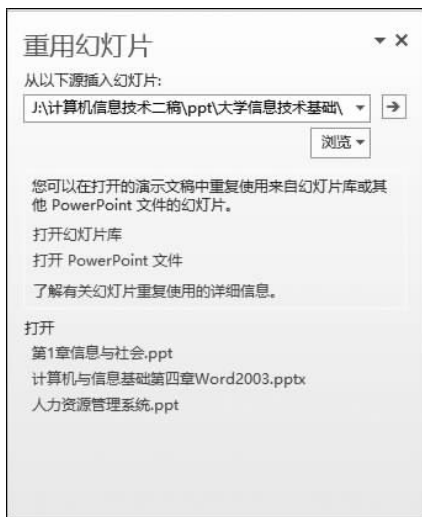 重用幻灯片
从以下源插入幻灯片:
J:\计算机信息技术二稿\ppt\大学信息技术基础\
浏览
您可以在打开的演示文稿中重复使用来自幻灯片库或其
他 PowerPoint 文件的幻灯片。
打开幻灯片库
打开 PowerPoint 文件
了解有关幻灯片重复使用的详细信息。
打开
第1章信息与社会.ppt
计算机与信息基础第四章Word2003.pptx
人力资源管理系统.ppt